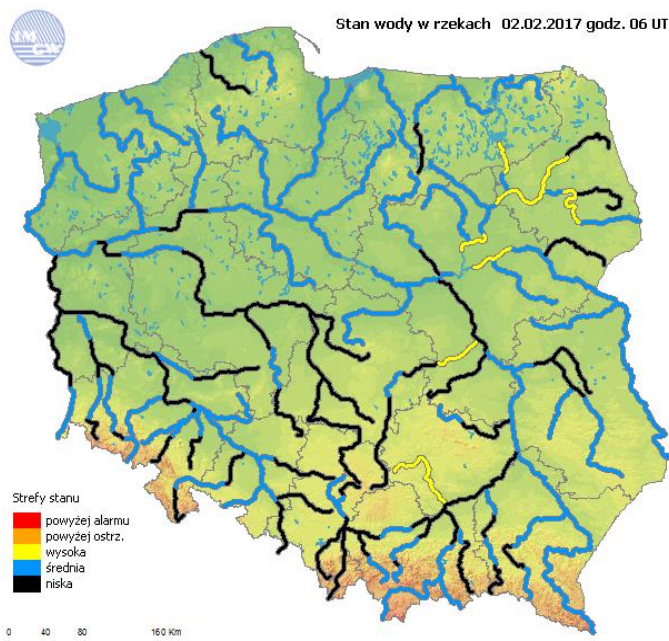 IMGW
Stan wody w rzekach 02.02.2017 godz. 06 UT
Strefy stanu
powyżej alarmu
powyżej ostrz.
wysoka
średnia
niska
0 40 80 160 Km